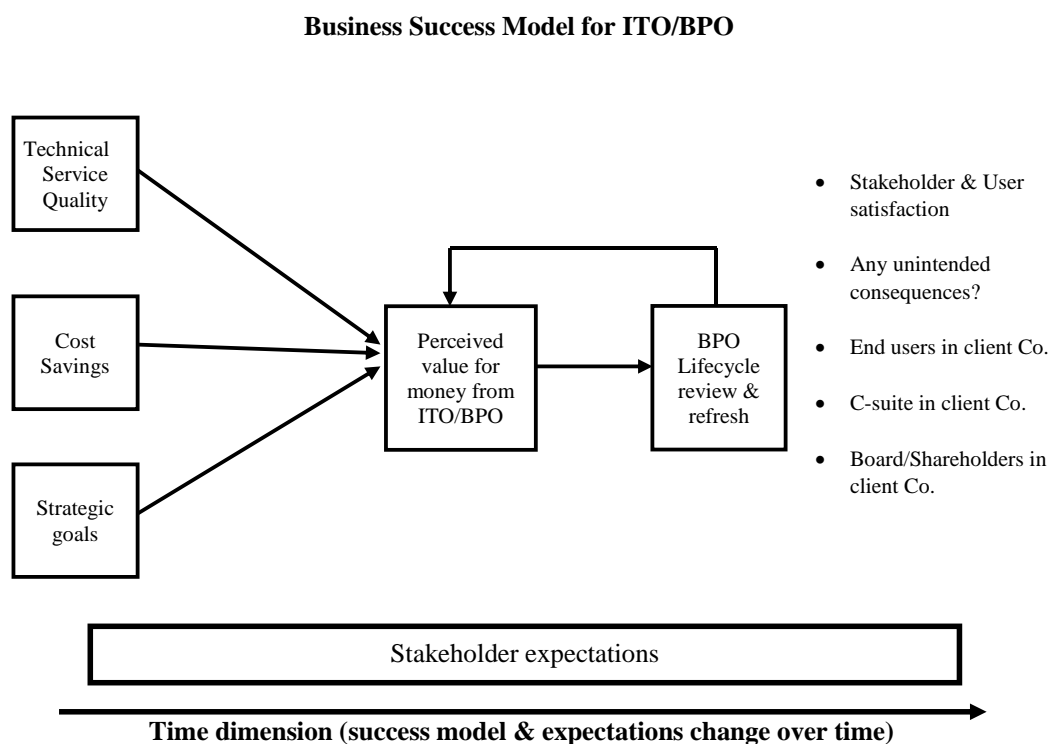 Business Success Model for ITO/BPO
Technical
Service
Quality
Cost
Savings
Strategic
goals
Perceived
value for
money from
ITO/BPO
BPO
Lifecycle
review &
refresh
• Stakeholder & User
satisfaction
• Any unintended
consequences?
• End users in client Co.
• C-suite in client Co.
• Board/Shareholders in
client Co.
Stakeholder expectations
Time dimension (success model & expectations change over time)